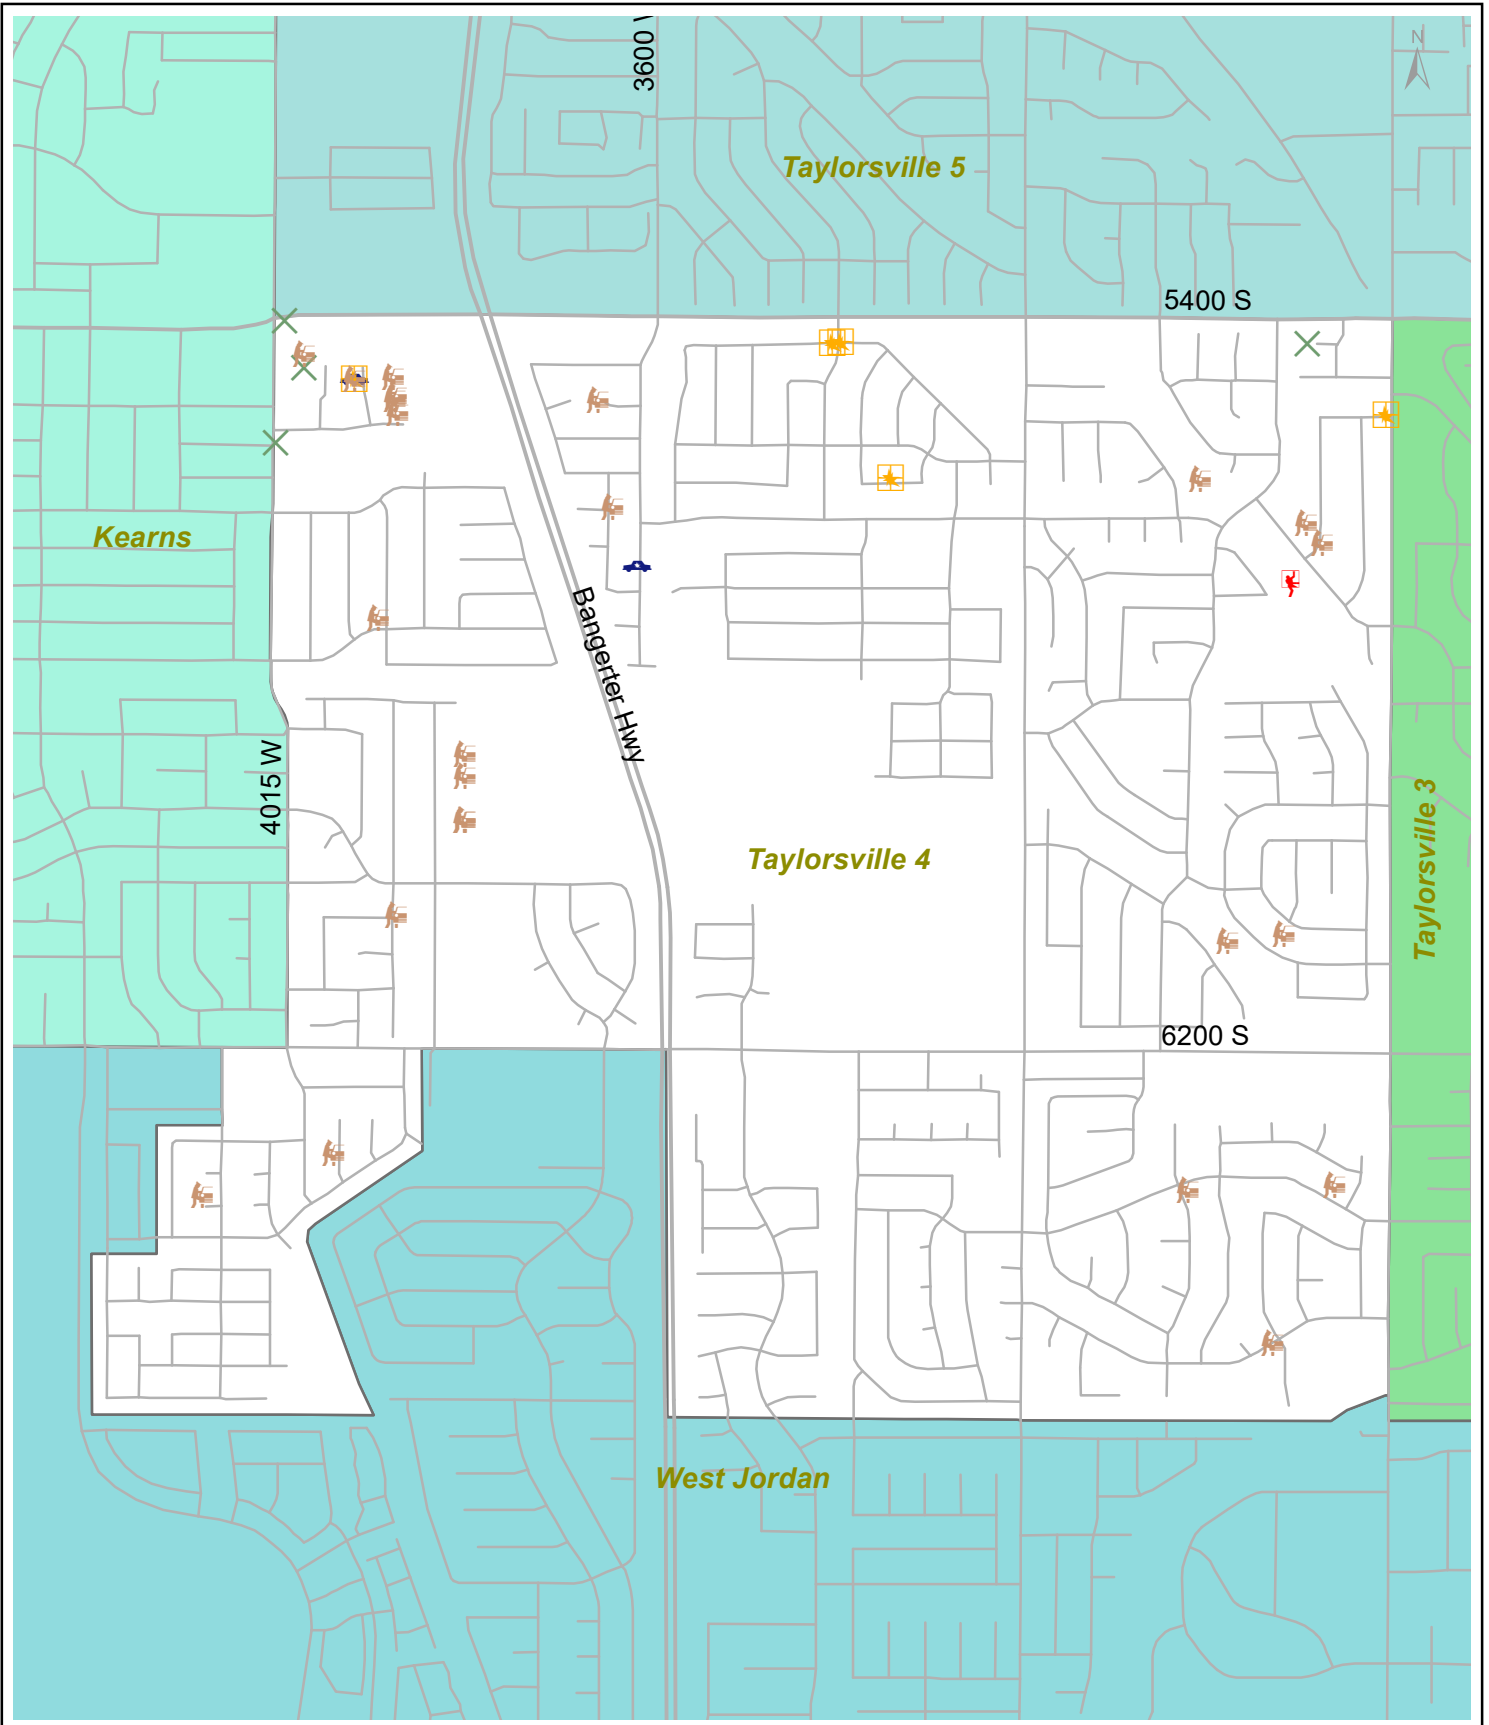 N
3600 W
Taylorsville 5
5400 S
Kearns
Bangerter Hwy
4015 W
Taylorsville 3
Taylorsville 4
6200 S
West Jordan